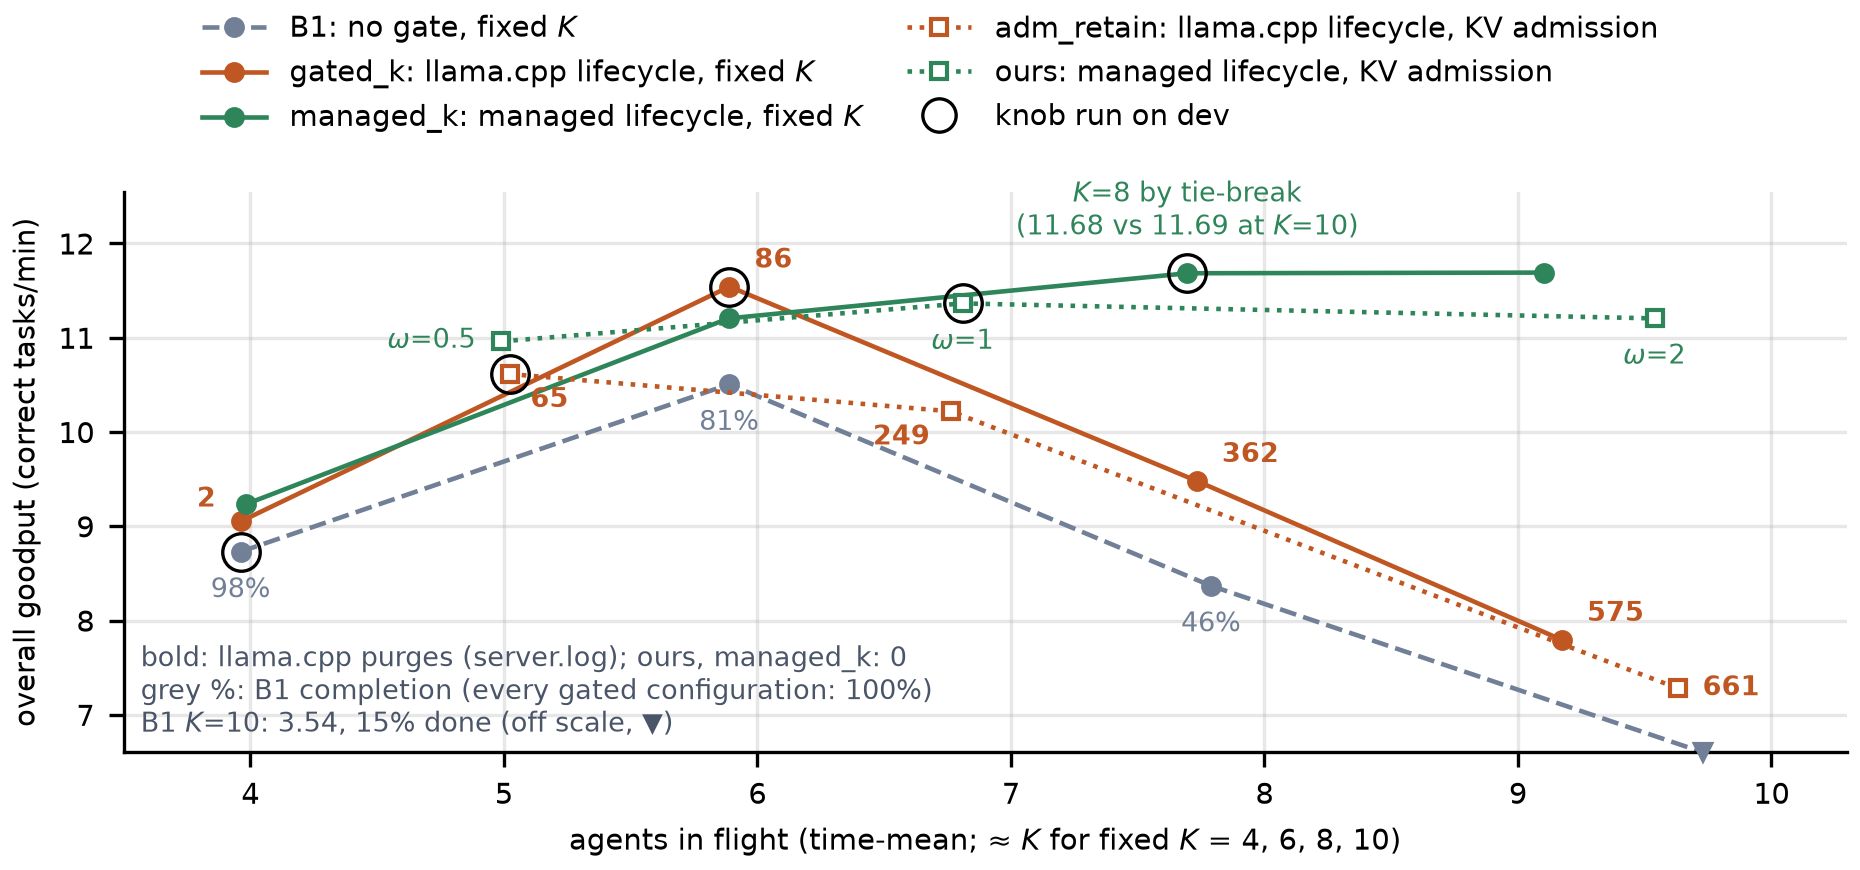 B1: no gate, fixed K
gated_k: llama.cpp lifecycle, fixed K
managed_k: managed lifecycle, fixed K
adm_retain: llama.cpp lifecycle, KV admission
ours: managed lifecycle, KV admission
knob run on dev
K=8 by tie-break
(11.68 vs 11.69 at K=10)
overall goodput (correct tasks/min)
12
11
10
9
8
7
86
ω=0.5
ω=1
ω=2
65
81%
249
362
2
98%
46%
575
661
bold: llama.cpp purges (server.log); ours, managed_k: 0
grey %: B1 completion (every gated configuration: 100%)
B1 K=10: 3.54, 15% done (off scale, ▼)
4
5
6
7
8
9
10
agents in flight (time-mean; ≈ K for fixed K = 4, 6, 8, 10)